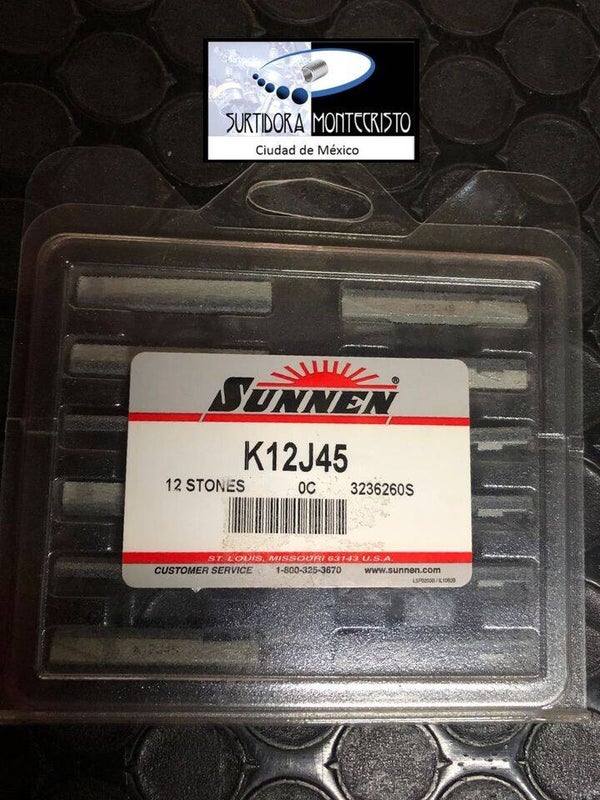 SURTIDORA MONTECRISTO
Ciudad de México
SUNNEN®
K12J45
12 STONES 0C 3236260S
ST. LOUIS, MISSOURI 63143 U.S.A.
CUSTOMER SERVICE 1-800-325-3670 www.sunnen.com
K12J45